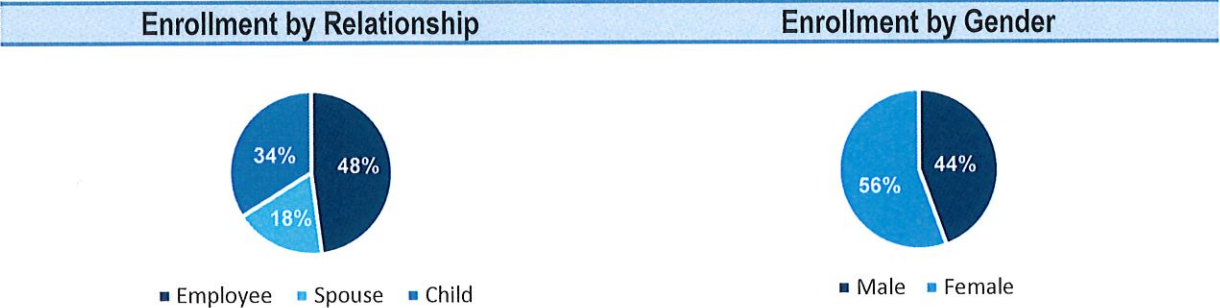 Enrollment by Relationship
Enrollment by Gender
34%
48%
18%
44%
56%
Employee Spouse Child
Male Female